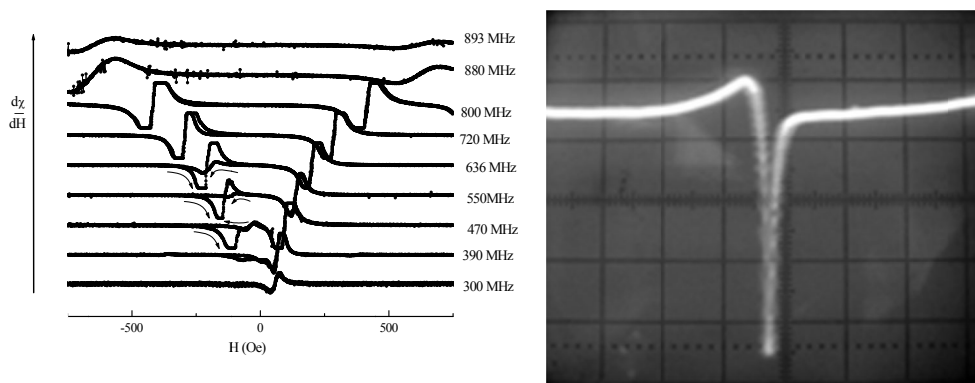 893 MHz
880 MHz
dχ
dH
800 MHz
720 MHz
636 MHz
550MHz
470 MHz
390 MHz
300 MHz
-500
0
500
H (Oe)